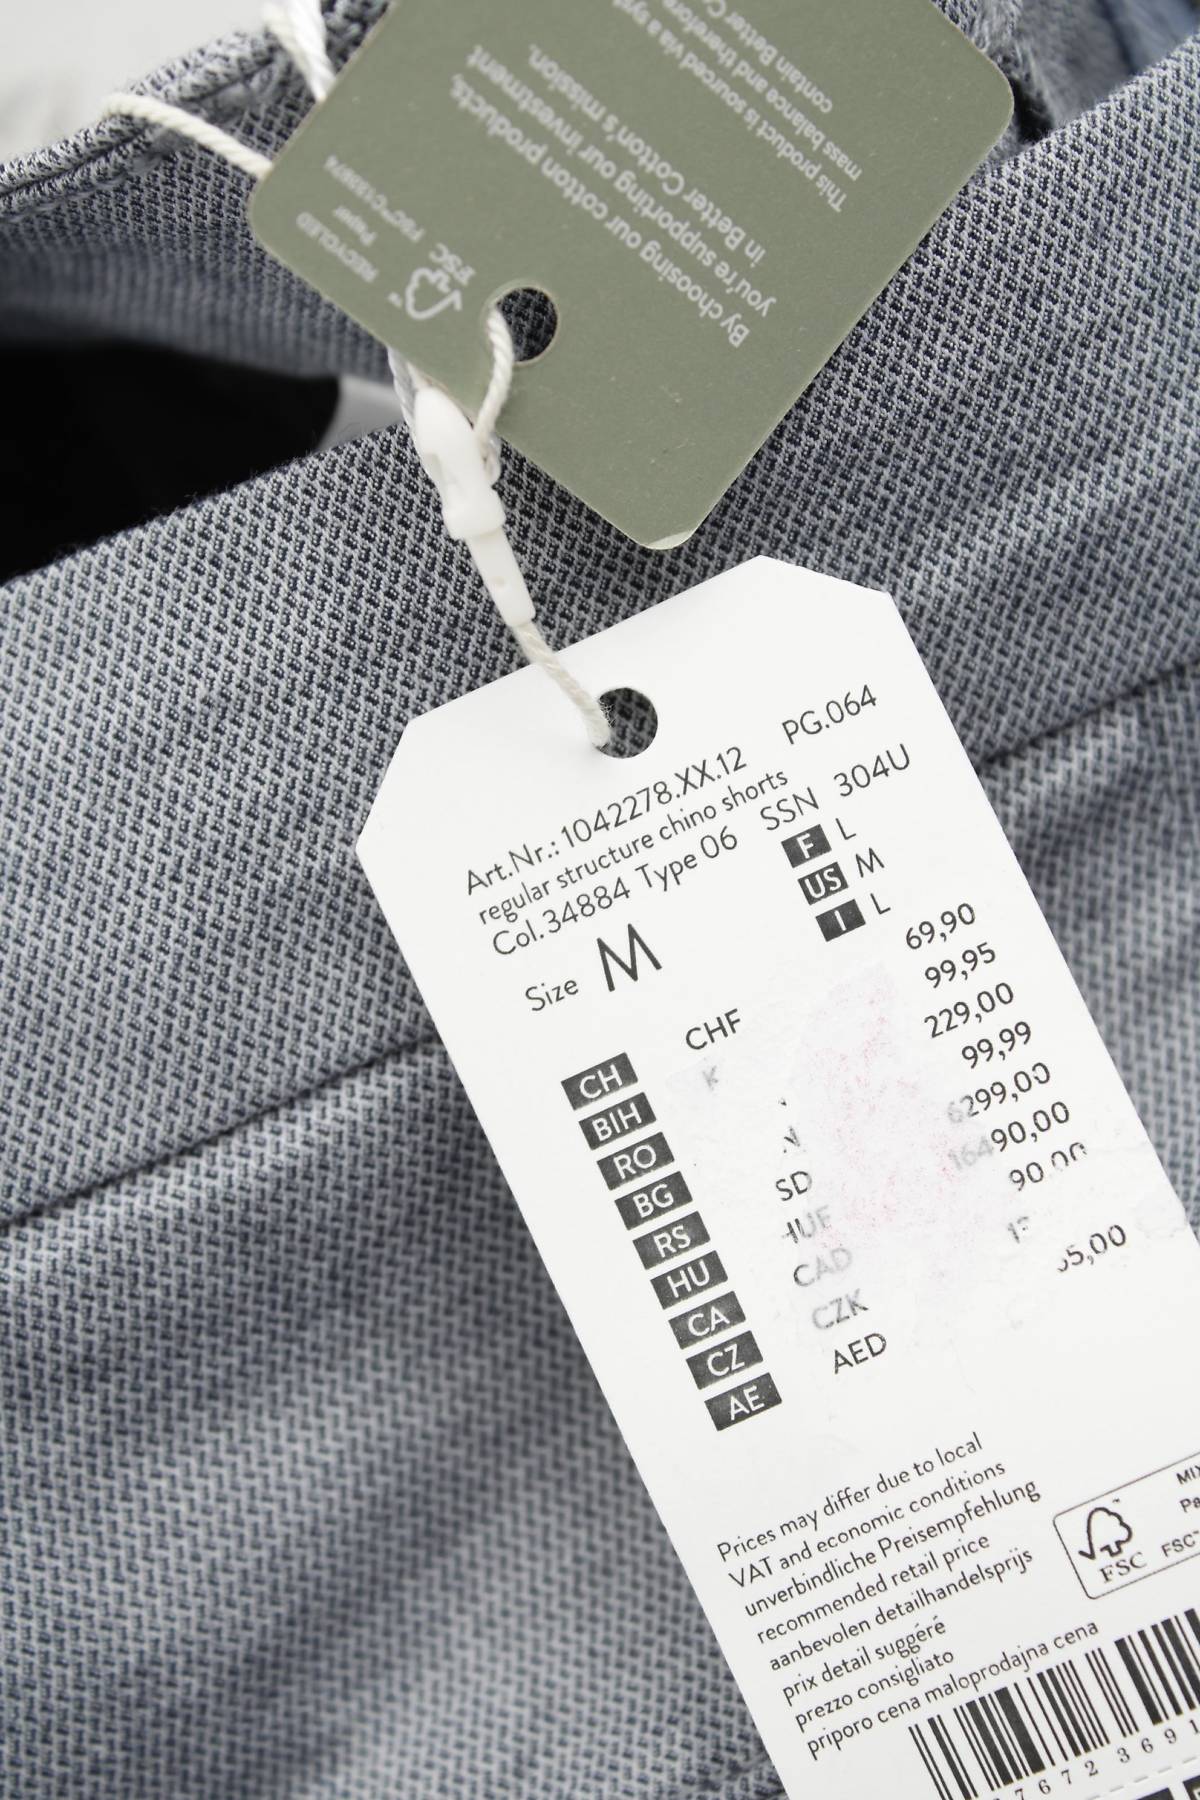 This product is sourced via a
mass balance and therefore
contain Better
By choosing our cotton products,
you're supporting our investment
in Better Cotton's mission.
FSC
RECYCLED
Paper
Art.Nr.: 1042278.XX.12 PG.064
regular structure chino shorts
Col.34884 Type 06 SSN 304U
Size M
F L
US M
I L
CH CHF 69,90
BIH K 99,95
RO N 229,00
BG N 99,99
RS SD 6299,00
HU HUF 16490,00
CA CAD 90,00
CZ CZK
AE AED 55,00
Prices may differ due to local
VAT and economic conditions
unverbindliche Preisempfehlung
recommended retail price
aanbevolen detailhandelsprijs
prix detail suggéré
prezzo consigliato
priporo cena maloprodajna cena
FSC
7672 3691